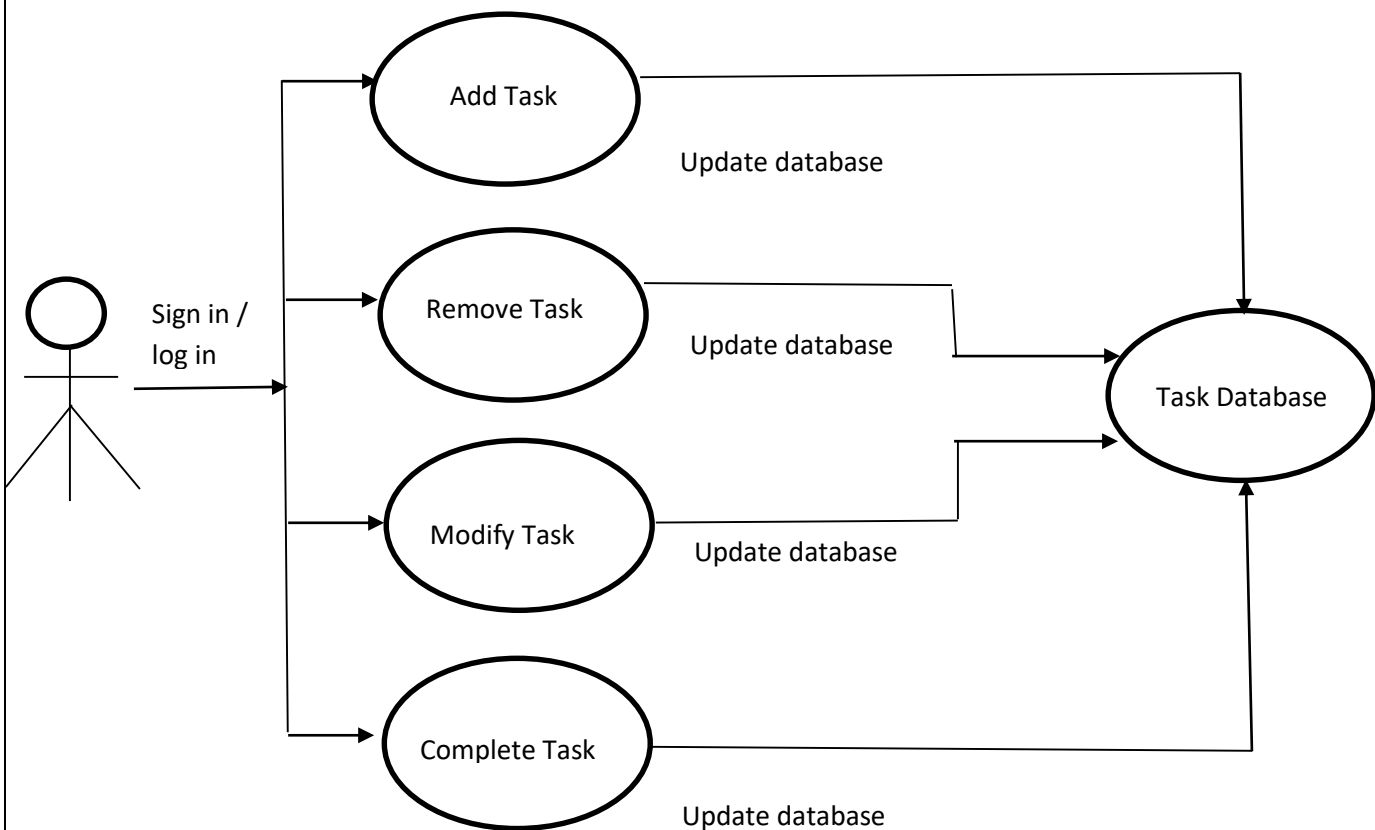 Add Task
Update database
Sign in /
log in
Remove Task
Update database
Task Database
Modify Task
Update database
Complete Task
Update database